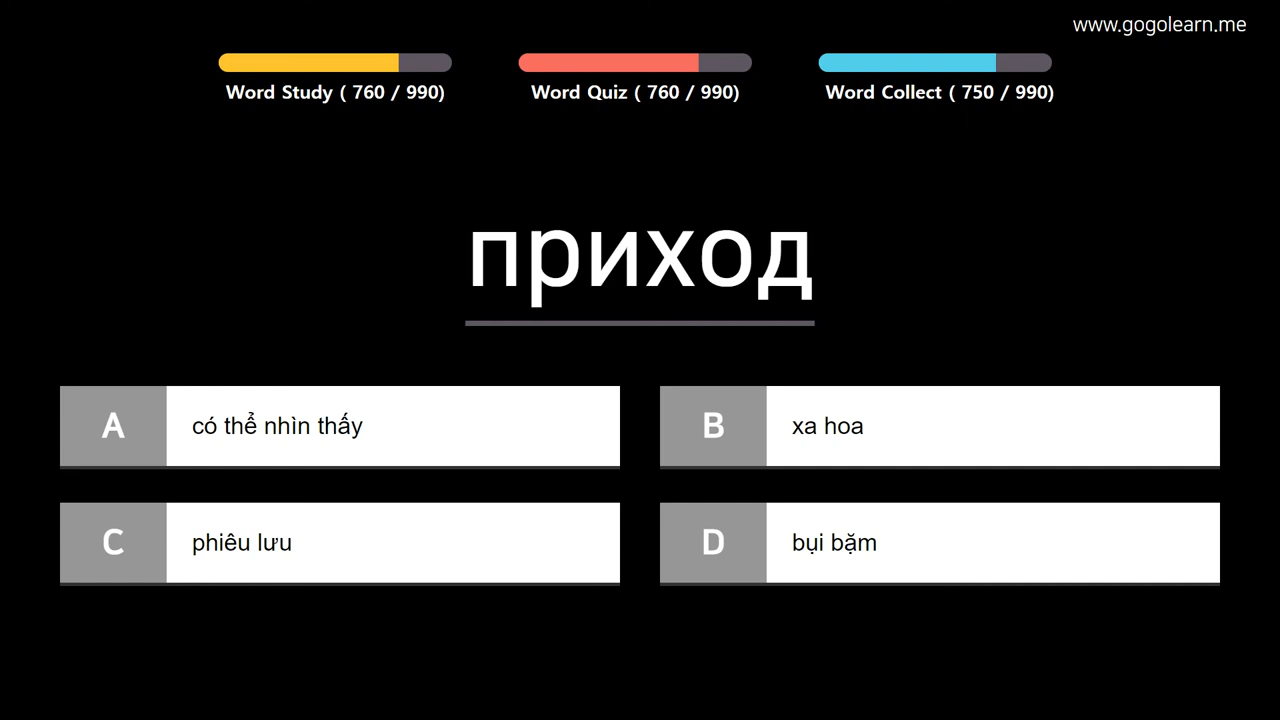 www.gogolearn.me
Word Study ( 760 / 990)
Word Quiz ( 760 / 990)
Word Collect ( 750 / 990)
приход
A
có thể nhìn thấy
B
xa hoa
C
phiêu lưu
D
bụi bặm